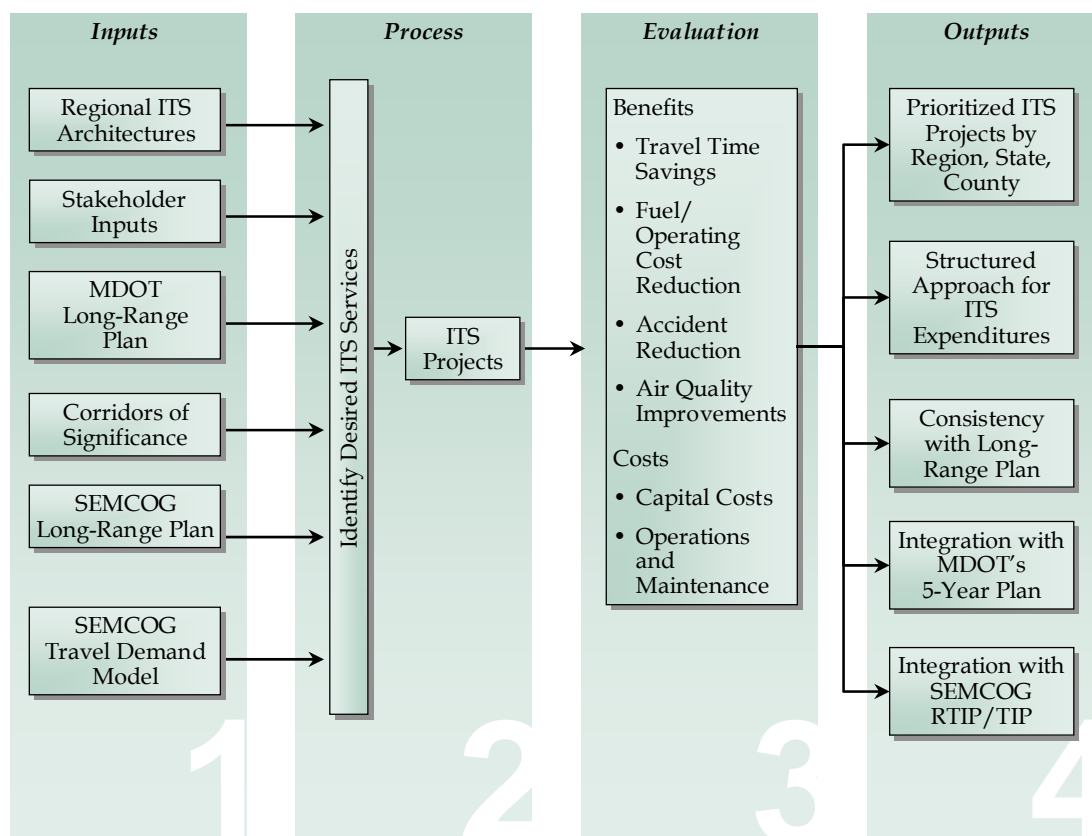 Inputs
Regional ITS
Architectures
Stakeholder
Inputs
MDOT
Long-Range
Plan
Corridors of
Significance
SEMCOG
Long-Range Plan
SEMCOG
Travel Demand
Model
1
Process
Identify Desired ITS Services
ITS
Projects
2
Evaluation
Benefits
• Travel Time
Savings
• Fuel/
Operating
Cost
Reduction
• Accident
Reduction
• Air Quality
Improvements
Costs
• Capital Costs
• Operations
and
Maintenance
3
Outputs
Prioritized ITS
Projects by
Region, State,
County
Structured
Approach for
ITS
Expenditures
Consistency
with Long-
Range Plan
Integration with
MDOT's
5-Year Plan
Integration with
SEMCOG
RTIP/TIP
4